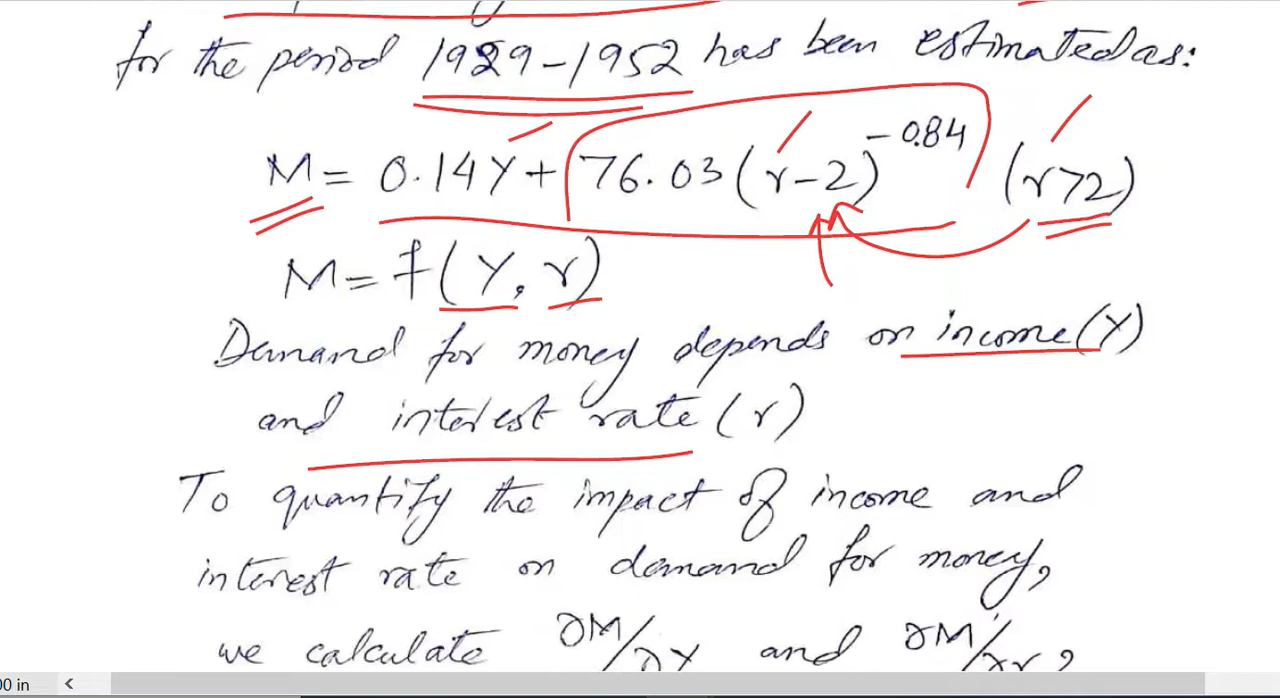 for the period 1929-1952 has been estimated as:
M = 0.14Y + 76.03 (r-2)^-0.84 (r>2)
M = f(Y, r)
Demand for money depends on income (Y)
and interest rate (r)
To quantify the impact of income and
interest rate on demand for money,
we calculate ∂M/∂Y and ∂M/∂r,
00 in